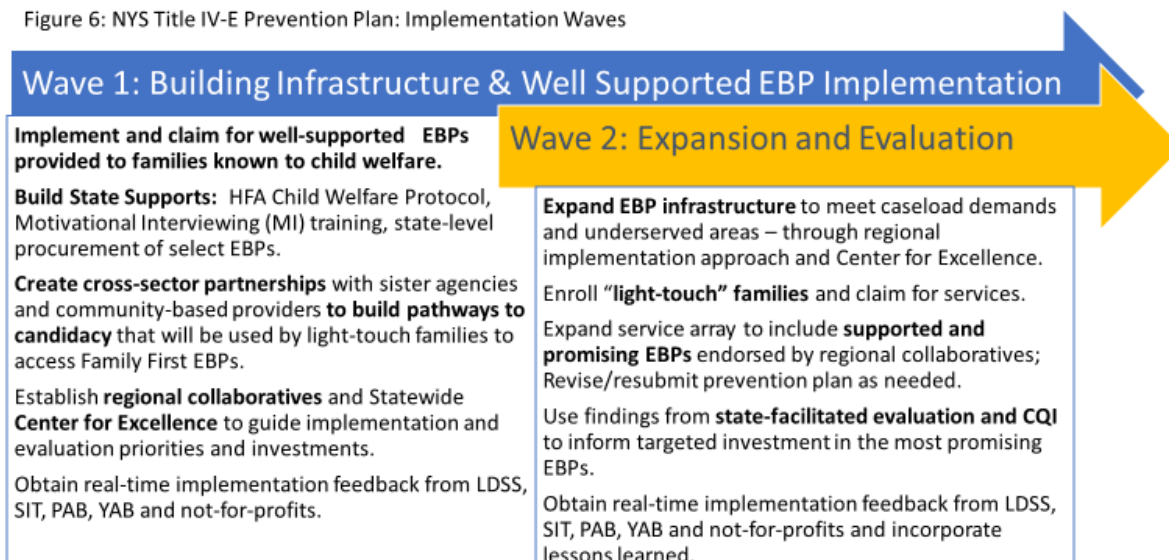 Figure 6: NYS Title IV-E Prevention Plan: Implementation Waves
Wave 1: Building Infrastructure & Well Supported EBP Implementation
Implement and claim for well-supported EBPs
provided to families known to child welfare.
Build State Supports: HFA Child Welfare Protocol,
Motivational Interviewing (MI) training, state-level
procurement of select EBPs.
Create cross-sector partnerships with sister agencies
and community-based providers to build pathways to
candidacy that will be used by light-touch families to
access Family First EBPs.
Establish regional collaboratives and Statewide
Center for Excellence to guide implementation and
evaluation priorities and investments.
Obtain real-time implementation feedback from LDSS,
SIT, PAB, YAB and not-for-profits.
Wave 2: Expansion and Evaluation
Expand EBP infrastructure to meet caseload demands
and underserved areas – through regional
implementation approach and Center for Excellence.
Enroll “light-touch” families and claim for services.
Expand service array to include supported and
promising EBPs endorsed by regional collaboratives;
Revise/resubmit prevention plan as needed.
Use findings from state-facilitated evaluation and CQI
to inform targeted investment in the most promising
EBPs.
Obtain real-time implementation feedback from LDSS,
SIT, PAB, YAB and not-for-profits and incorporate
lessons learned.